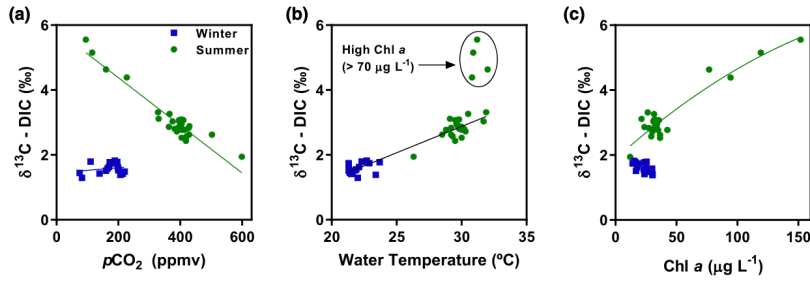 (a)
Winter
Summer
δ¹³C - DIC (‰)
6
4
2
0
0
200
400
600
pCO₂ (ppmv)
(b)
High Chl a
(> 70 μg L⁻¹)
δ¹³C - DIC (‰)
6
4
2
0
20
25
30
35
Water Temperature (ºC)
(c)
δ¹³C - DIC (‰)
6
4
2
0
0
50
100
150
Chl a (μg L⁻¹)